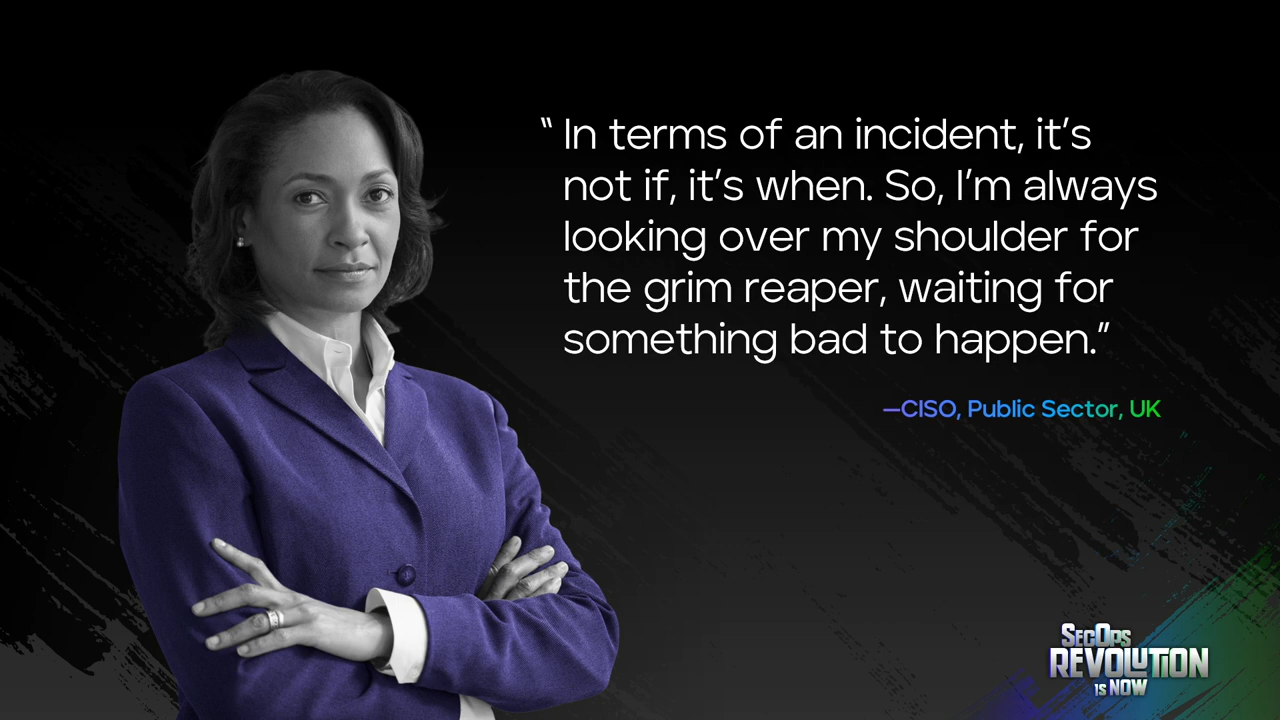 “ In terms of an incident, it’s
not if, it’s when. So, I’m always
looking over my shoulder for
the grim reaper, waiting for
something bad to happen.”
—CISO, Public Sector, UK
SECOPS
REVOLUTION
IS NOW